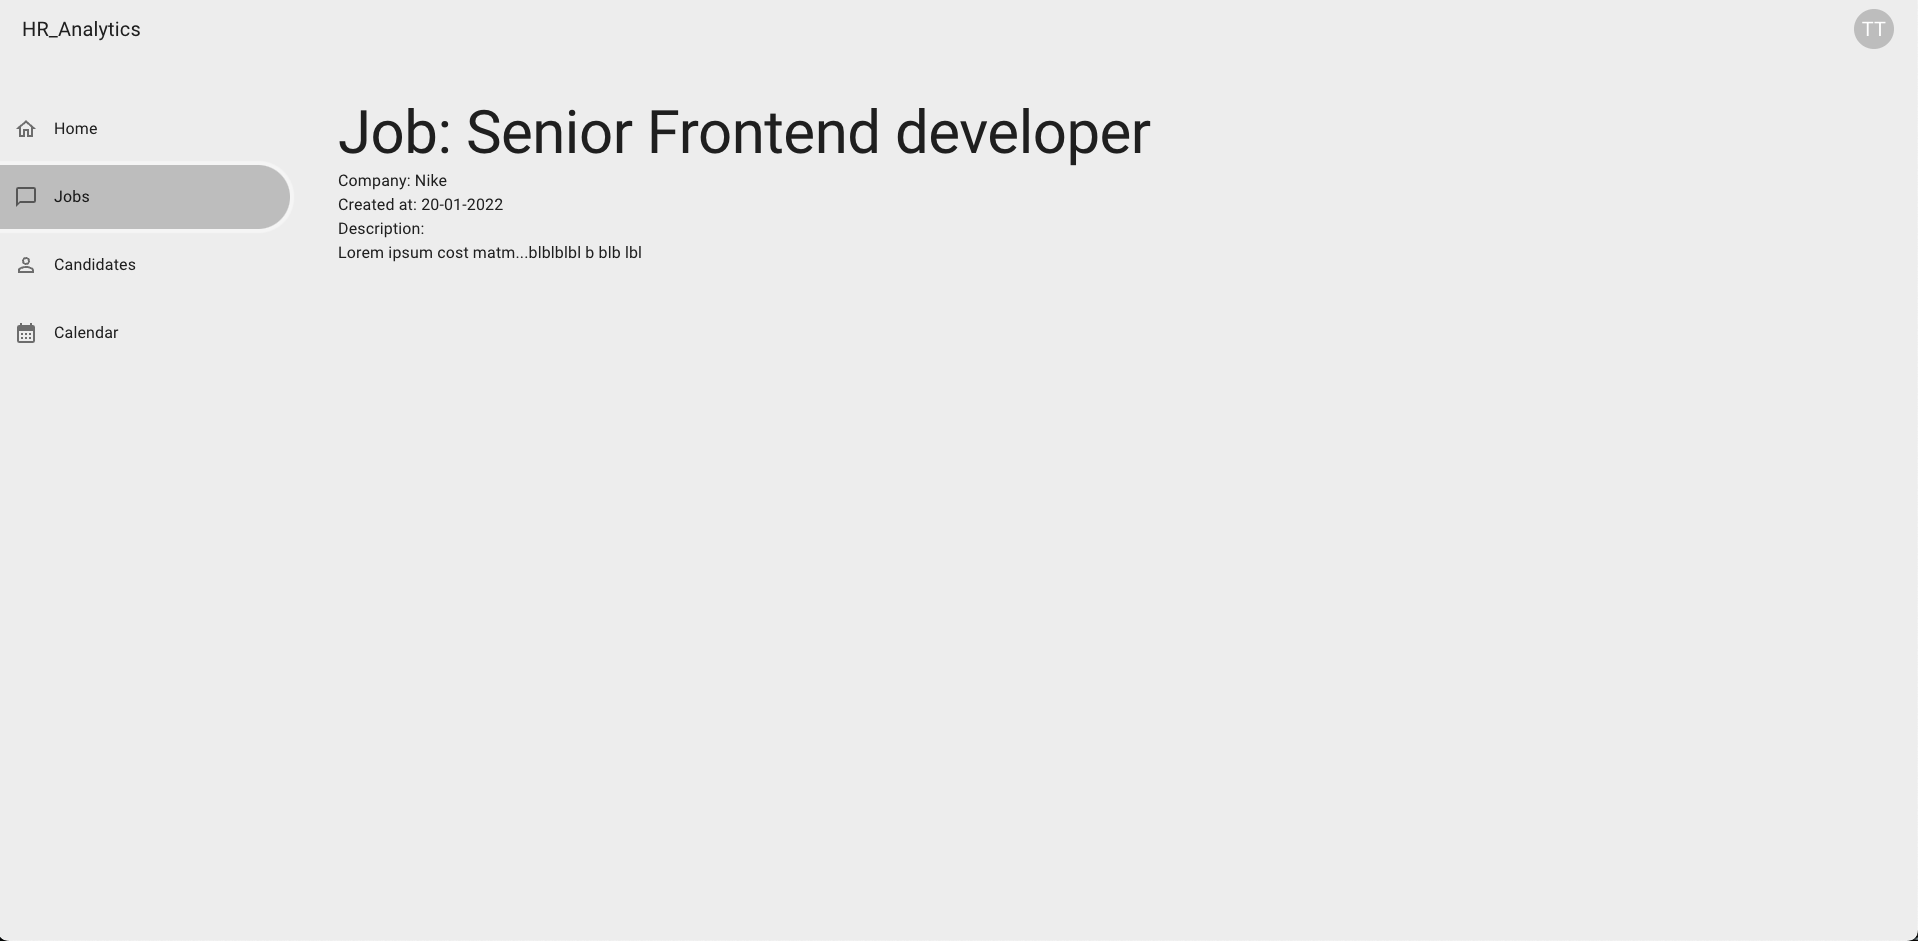 HR_Analytics
TT
Home
Jobs
Candidates
Calendar
Job: Senior Frontend developer
Company: Nike
Created at: 20-01-2022
Description:
Lorem ipsum cost matm...blblblbl b blb lbl